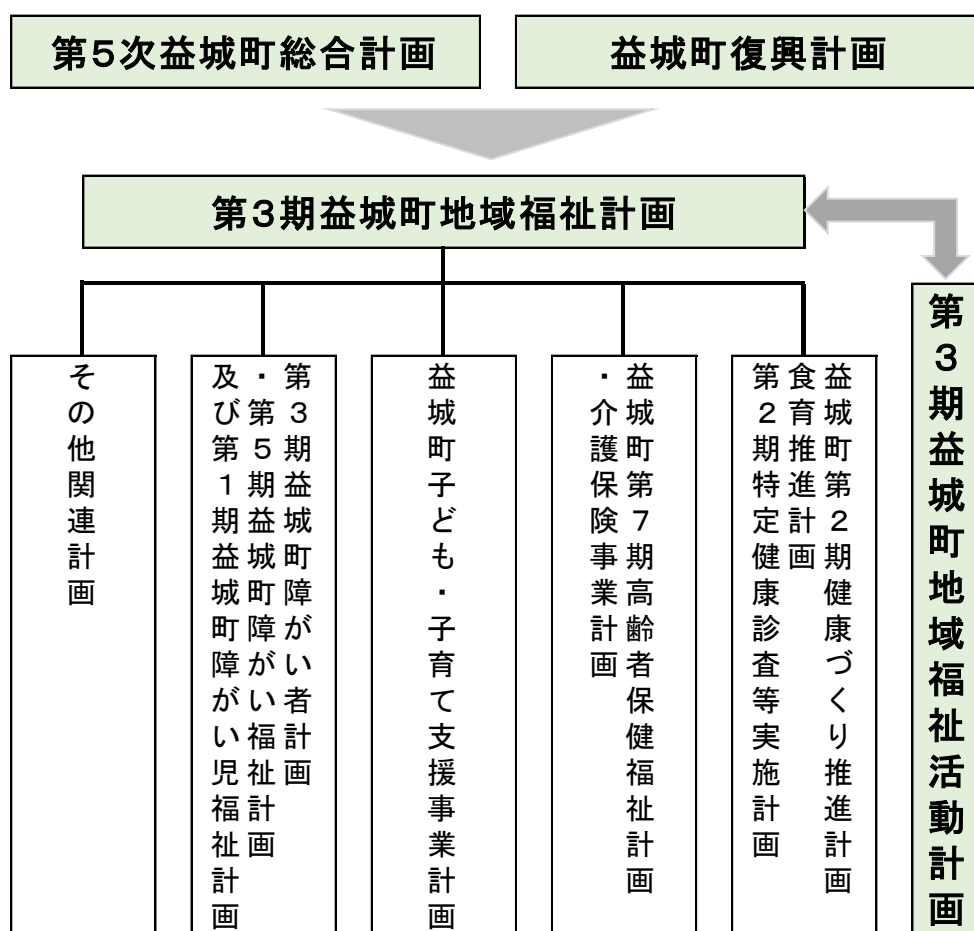 第5次益城町総合計画
益城町復興計画
第3期益城町地域福祉計画
益城町第2期健康づくり推進計画
食育推進計画
第2期特定健康診査等実施計画
益城町第7期高齢者保健福祉計画
・介護保険事業計画
益城町子ども・子育て支援事業計画
第3期益城町障がい者計画
・第5期益城町障がい福祉計画
及び第1期益城町障がい児福祉計画
その他関連計画
第3期益城町地域福祉活動計画